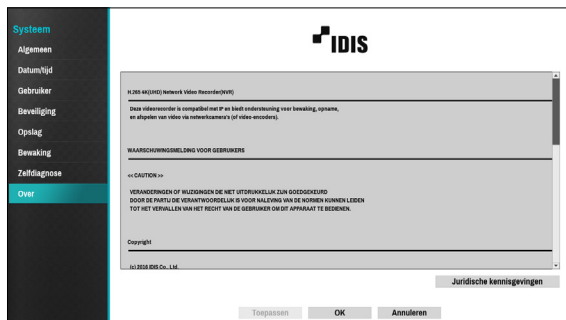 Systeem
Algemeen
Datum/tijd
Gebruiker
Beveiliging
Opslag
Bewaking
Zelfdiagnose
Over
IDIS
H.265 4K(UHD) Network Video Recorder(NVR)
Deze videorecorder is compatibel met IP en biedt ondersteuning voor bewaking, opname,
en afspelen van video via netwerkcamera's (of video-encoders).
WAARSCHUWINGSMELDING VOOR GEBRUIKERS
<< CAUTION >>
VERANDERINGEN OF WIJZIGINGEN DIE NIET UITDRUKKELIJK ZIJN GOEDGEKEURD
DOOR DE PARTIJ DIE VERANTWOORDELIJK IS VOOR NALEVING VAN DE NORMEN KUNNEN LEIDEN
TOT HET VERVALLEN VAN HET RECHT VAN DE GEBRUIKER OM DIT APPARAAT TE BEDIENEN.
Copyright
(c) 2018 IDIS Co., Ltd.
Juridische kennisgevingen
Toepassen
OK
Annuleren